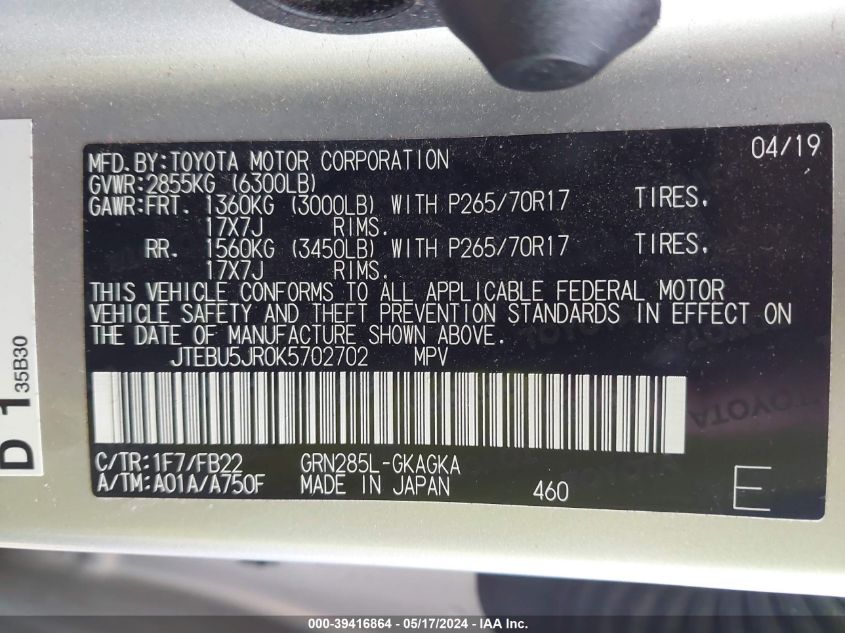 04/19
MFD. BY: TOYOTA MOTOR CORPORATION
GVWR: 2855KG (6300LB)
GAWR: FRT. 1360KG (3000LB) WITH P265/70R17 TIRES.
17X7J RIMS.
RR. 1560KG (3450LB) WITH P265/70R17 TIRES.
17X7J RIMS.
THIS VEHICLE CONFORMS TO ALL APPLICABLE FEDERAL MOTOR
VEHICLE SAFETY AND THEFT PREVENTION STANDARDS IN EFFECT ON
THE DATE OF MANUFACTURE SHOWN ABOVE.
JTEBU5JR0K5702702 MPV
C/TR: 1F7/FB22 GRN285L-GKAGKA
A/TM: A01A/A750F MADE IN JAPAN 460 E
D 1
35B30
TOYOTA
000-39416864 - 05/17/2024 - IAA, Inc.